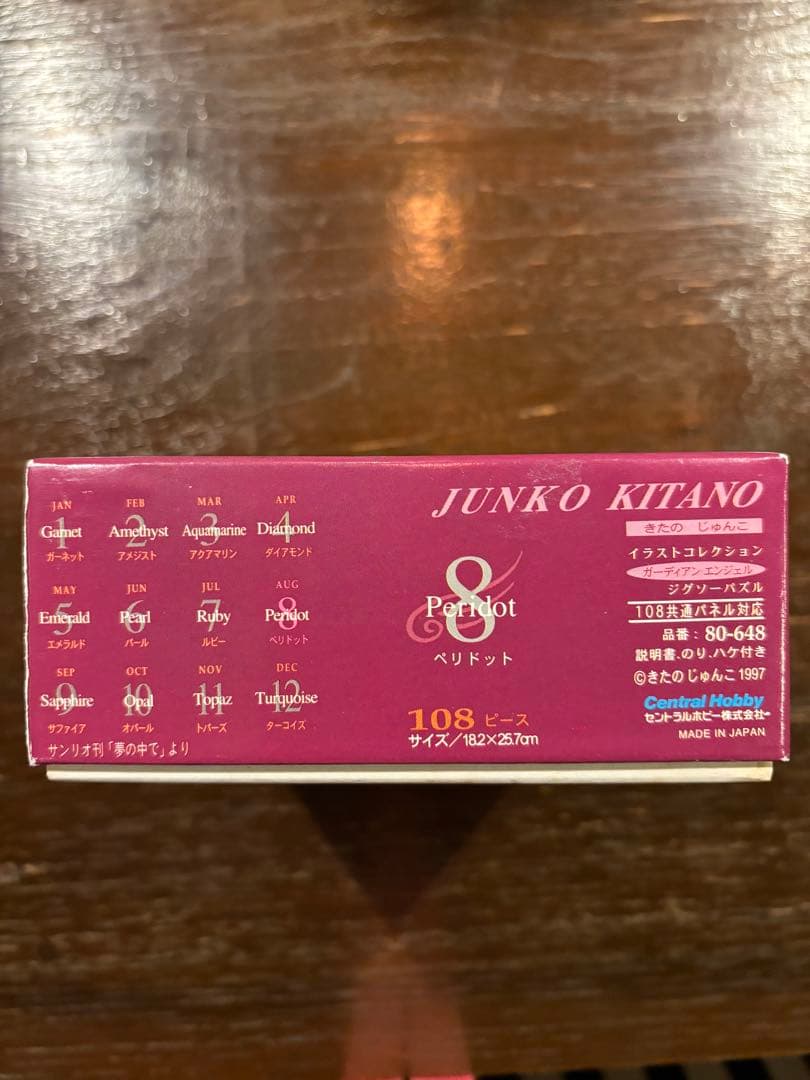 JAN
1
Garnet
ガーネット
FEB
2
Amethyst
アメジスト
MAR
3
Aquamarine
アクアマリン
APR
4
Diamond
ダイアモンド
MAY
5
Emerald
エメラルド
JUN
6
Pearl
パール
JUL
7
Ruby
ルビー
AUG
8
Peridot
ペリドット
SEP
9
Sapphire
サファイア
OCT
10
Opal
オパール
NOV
11
Topaz
トパーズ
DEC
12
Turquoise
ターコイズ
サンリオ刊「夢の中で」より
8
Peridot
ペリドット
108 ピース
サイズ/18.2×25.7cm
JUNKO KITANO
きたの じゅんこ
イラストコレクション
ガーディアン エンジェル
ジグソーパズル
108共通パネル対応
品番:80-648
説明書.のり.ハケ付き
©きたの じゅんこ 1997
Central Hobby
セントラルホビー株式会社
MADE IN JAPAN